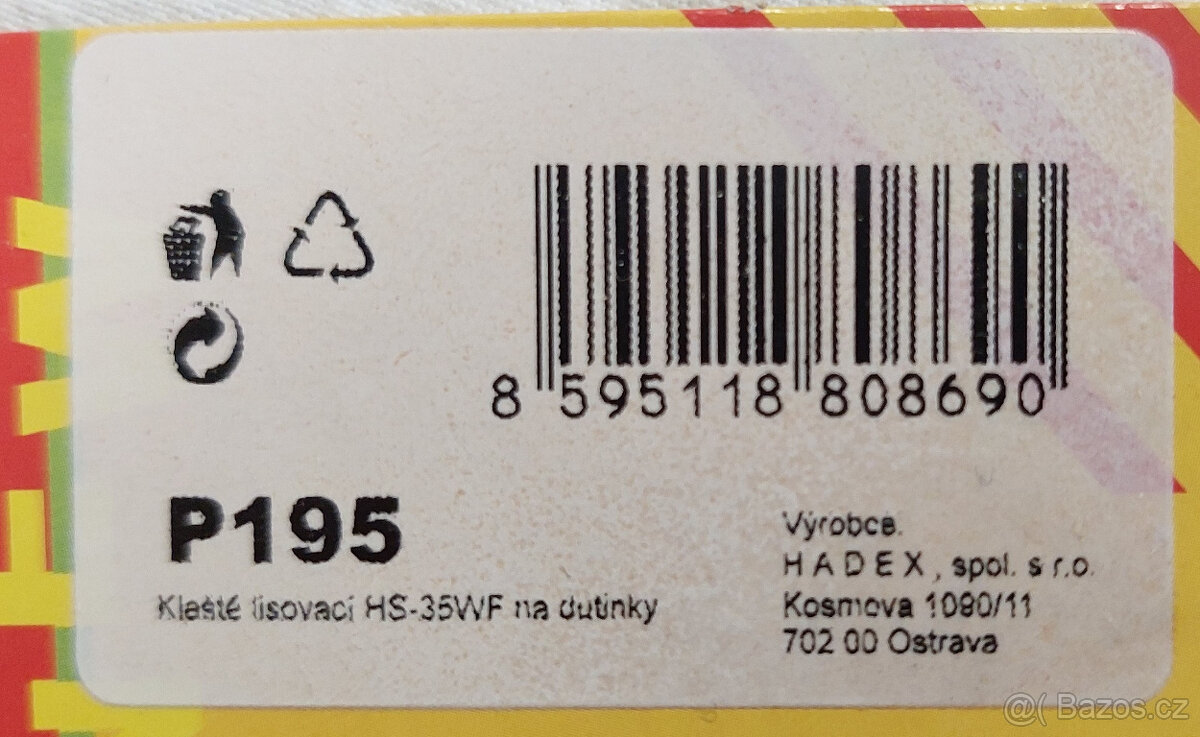 8 595118 808690
P195
Kleště lisovací HS-35WF na dutinky
Výrobce:
H A D E X , spol. s r.o.
Kosmova 1090/11
702 00 Ostrava
@( Bazos.cz